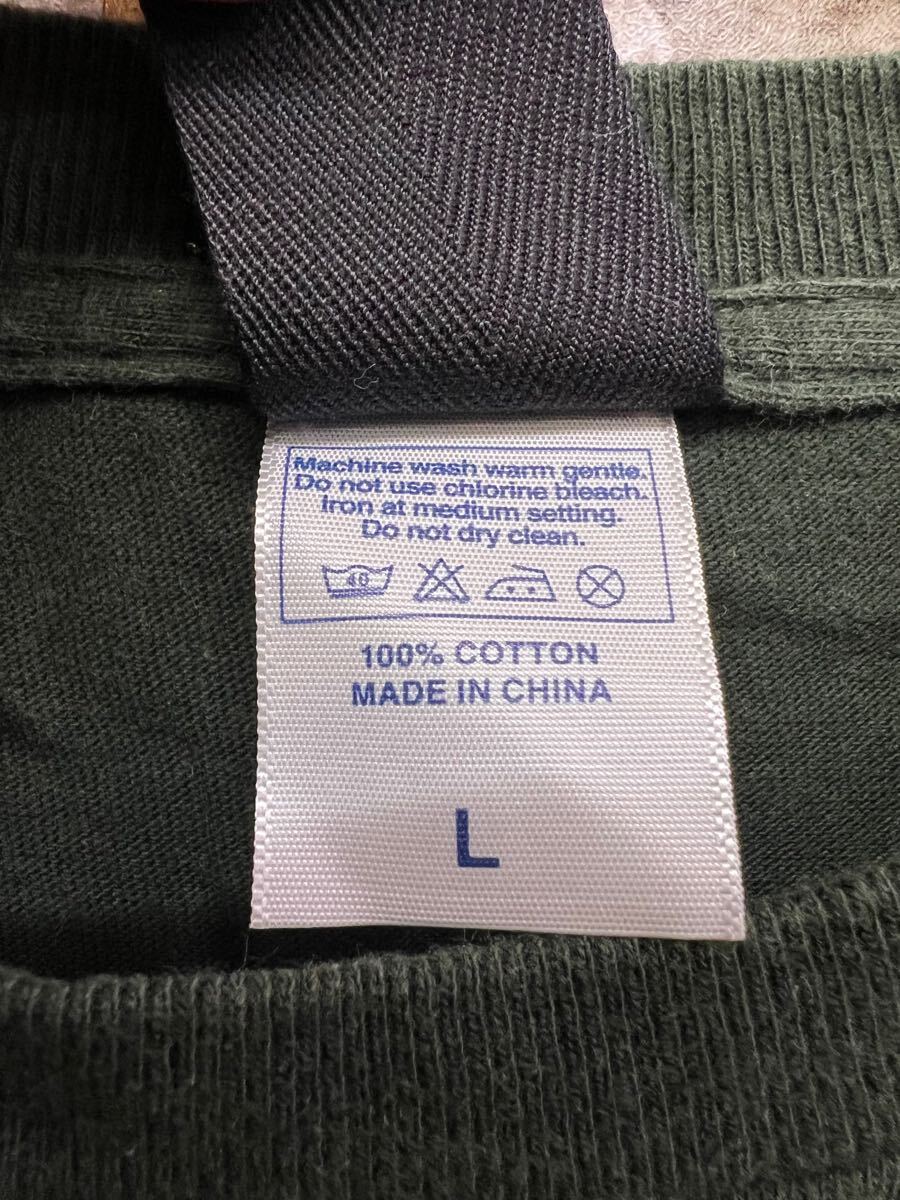 Machine wash warm gentle.
Do not use chlorine bleach.
Iron at medium setting.
Do not dry clean.
40
100% COTTON
MADE IN CHINA
L